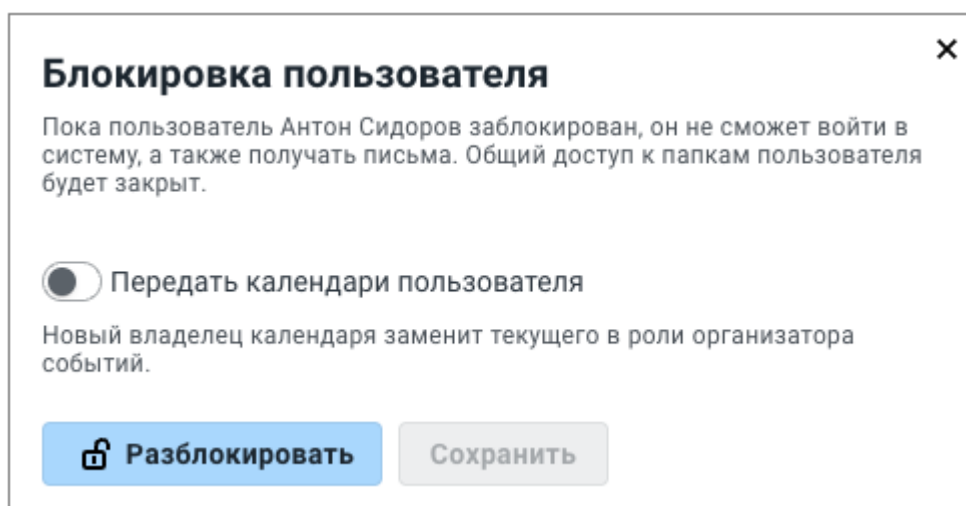 Блокировка пользователя
Пока пользователь Антон Сидоров заблокирован, он не сможет войти в
систему, а также получать письма. Общий доступ к папкам пользователя
будет закрыт.
Передать календари пользователя
Новый владелец календаря заменит текущего в роли организатора
событий.
Разблокировать
Сохранить